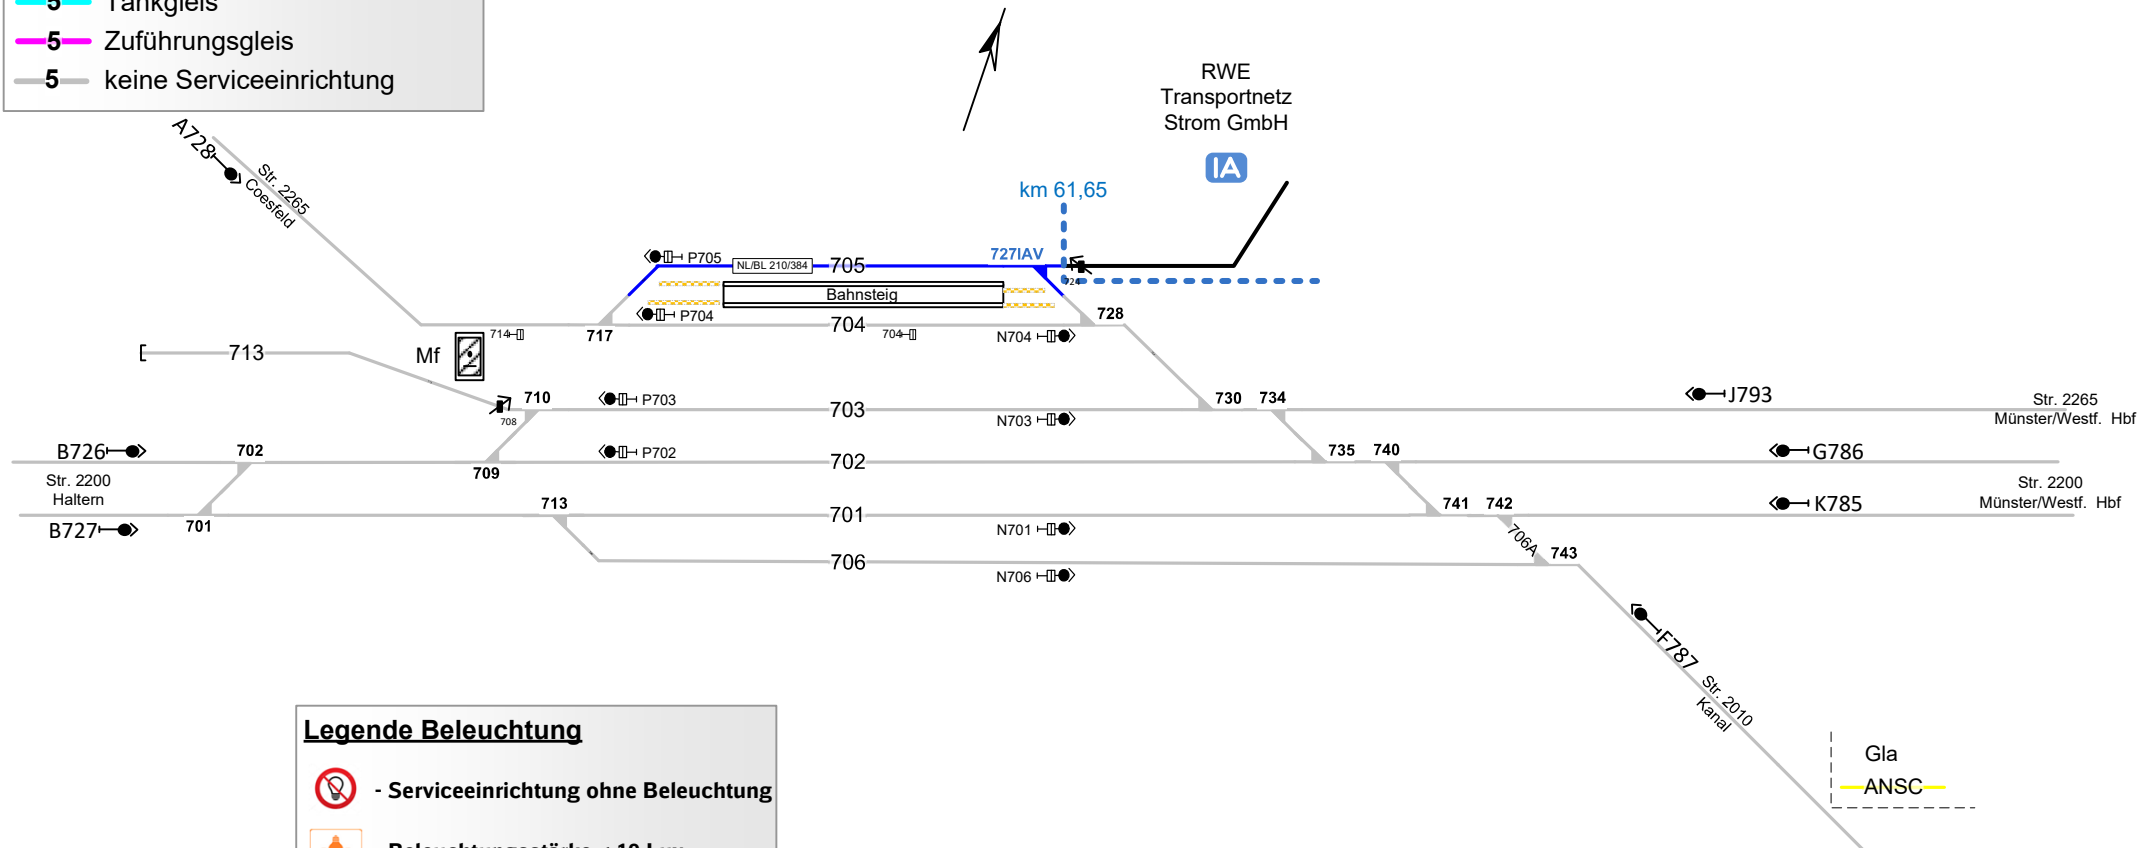 5 Tankgleis
5 Zuführungsgleis
5 keine Serviceeinrichtung
RWE
Transportnetz
Strom GmbH
IA
km 61,65
A728
Str. 2265
Coesfeld
727IAV
P705
NL/BL 210/384
705
724
Bahnsteig
P704
704
728
714
717
704
N704
713
Mf
710
P703
703
730
734
J793
Str. 2265
Münster/Westf. Hbf
708
N703
B726
702
709
P702
702
735
740
G786
Str. 2200
Haltern
Str. 2200
Münster/Westf. Hbf
B727
701
713
701
N701
741
742
K785
706A
743
706
N706
F787
Str. 2010
Kanal
Gla
ANSC
Legende Beleuchtung
- Serviceeinrichtung ohne Beleuchtung